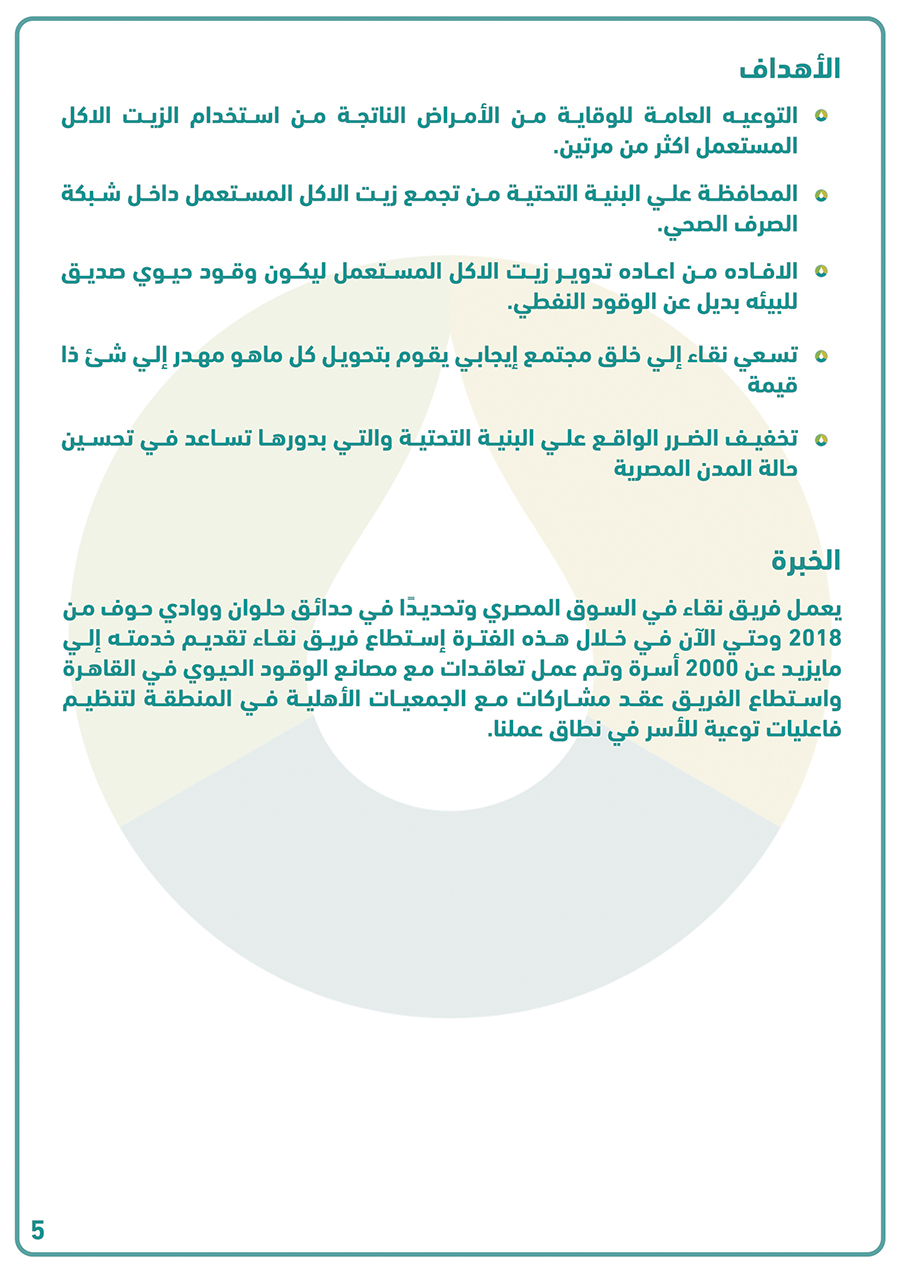 الأهداف
التوعيه العامة للوقاية من الأمراض الناتجة من استخدام الزيت الاكل
المستعمل اكثر من مرتين.
المحافظة علي البنية التحتية من تجمع زيت الاكل المستعمل داخل شبكة
الصرف الصحي.
الافاده من اعاده تدوير زيت الاكل المستعمل ليكون وقود حيوي صديق
للبيئه بديل عن الوقود النفطي.
تسعي نقاء إلي خلق مجتمع إيجابي يقوم بتحويل كل ماهو مهدر إلي شئ ذا
قيمة
تخفيف الضرر الواقع علي البنية التحتية والتي بدورها تساعد في تحسين
حالة المدن المصرية
الخبرة
يعمل فريق نقاء في السوق المصري وتحديدًا في حدائق حلوان ووادي حوف من
2018 وحتي الآن في خلال هذه الفترة إستطاع فريق نقاء تقديم خدمته إلي
مايزيد عن 2000 أسرة وتم عمل تعاقدات مع مصانع الوقود الحيوي في القاهرة
واستطاع الفريق عقد مشاركات مع الجمعيات الأهلية في المنطقة لتنظيم
فاعليات توعية للأسر في نطاق عملنا.
5